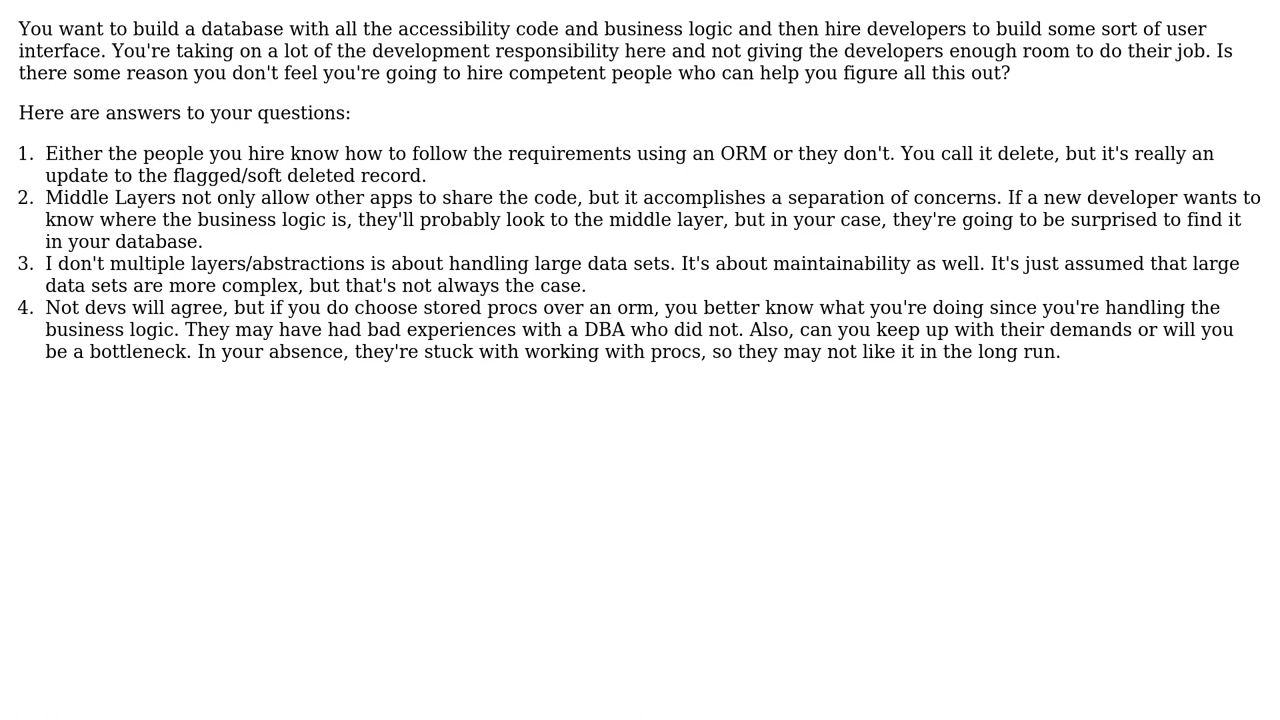 You want to build a database with all the accessibility code and business logic and then hire developers to build some sort of user
interface. You're taking on a lot of the development responsibility here and not giving the developers enough room to do their job. Is
there some reason you don't feel you're going to hire competent people who can help you figure all this out?
Here are answers to your questions:
1. Either the people you hire know how to follow the requirements using an ORM or they don't. You call it delete, but it's really an
update to the flagged/soft deleted record.
2. Middle Layers not only allow other apps to share the code, but it accomplishes a separation of concerns. If a new developer wants to
know where the business logic is, they'll probably look to the middle layer, but in your case, they're going to be surprised to find it
in your database.
3. I don't multiple layers/abstractions is about handling large data sets. It's about maintainability as well. It's just assumed that large
data sets are more complex, but that's not always the case.
4. Not devs will agree, but if you do choose stored procs over an orm, you better know what you're doing since you're handling the
business logic. They may have had bad experiences with a DBA who did not. Also, can you keep up with their demands or will you
be a bottleneck. In your absence, they're stuck with working with procs, so they may not like it in the long run.